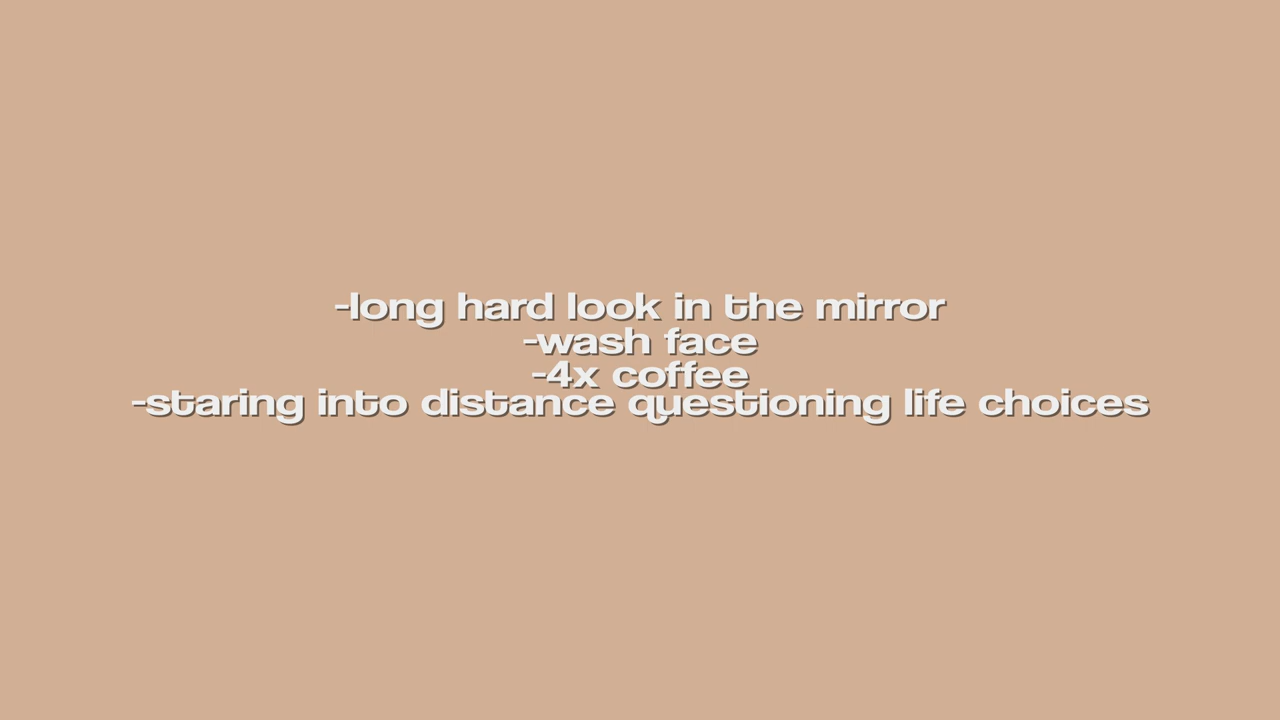 -long hard look in the mirror
-wash face
-4x coffee
-staring into distance questioning life choices